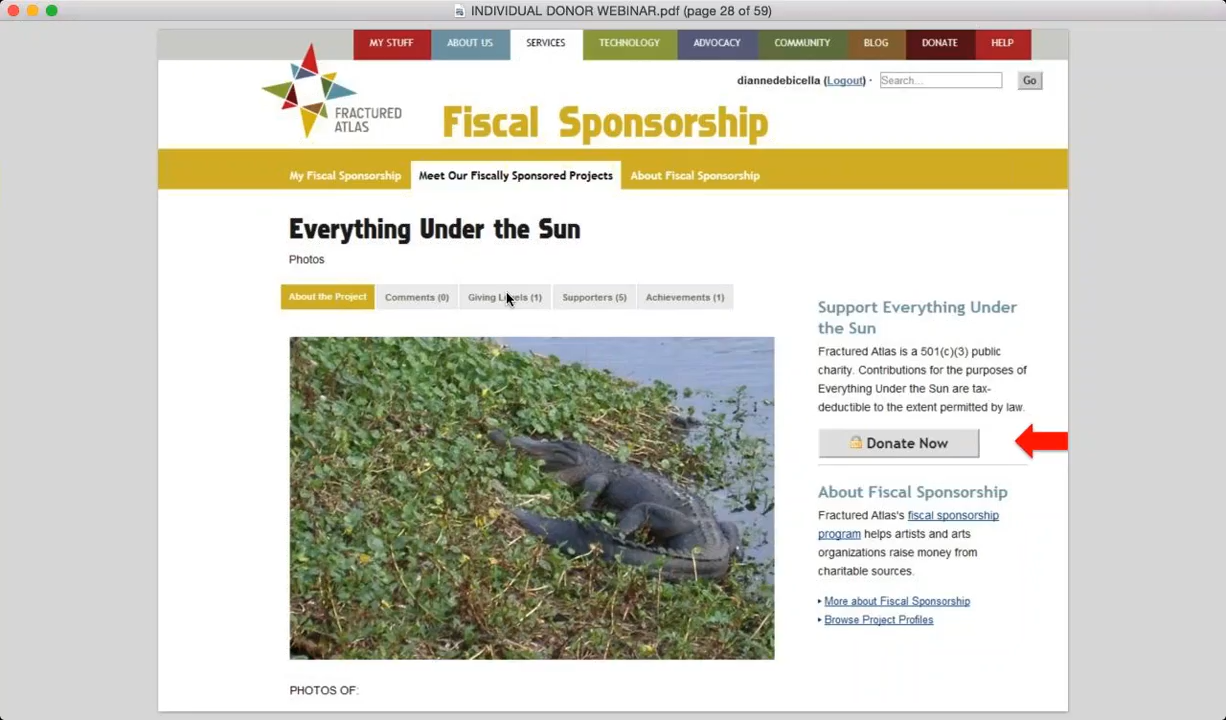 INDIVIDUAL DONOR WEBINAR.pdf (page 28 of 59)
MY STUFF ABOUT US SERVICES TECHNOLOGY ADVOCACY COMMUNITY BLOG DONATE HELP
diannedebicella (Logout) · Search... Go
FRACTURED
ATLAS
Fiscal Sponsorship
My Fiscal Sponsorship Meet Our Fiscally Sponsored Projects About Fiscal Sponsorship
Everything Under the Sun
Photos
About the Project Comments (0) Giving Levels (1) Supporters (5) Achievements (1)
Support Everything Under
the Sun
Fractured Atlas is a 501(c)(3) public
charity. Contributions for the purposes of
Everything Under the Sun are tax-
deductible to the extent permitted by law.
Donate Now
About Fiscal Sponsorship
Fractured Atlas's fiscal sponsorship
program helps artists and arts
organizations raise money from
charitable sources.
More about Fiscal Sponsorship
Browse Project Profiles
PHOTOS OF: